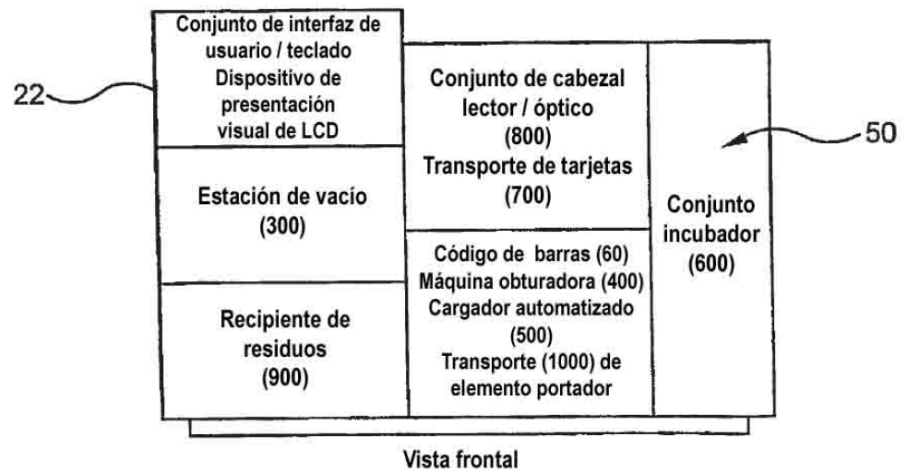 Conjunto de interfaz de
usuario / teclado
Dispositivo de
presentación
visual de LCD
22
Estación de vacío
(300)
Recipiente de
residuos
(900)
Conjunto de cabezal
lector / óptico
(800)
Transporte de tarjetas
(700)
Código de barras (60)
Máquina obturadora (400)
Cargador automatizado
(500)
Transporte (1000) de
elemento portador
50
Conjunto
incubador
(600)
Vista frontal